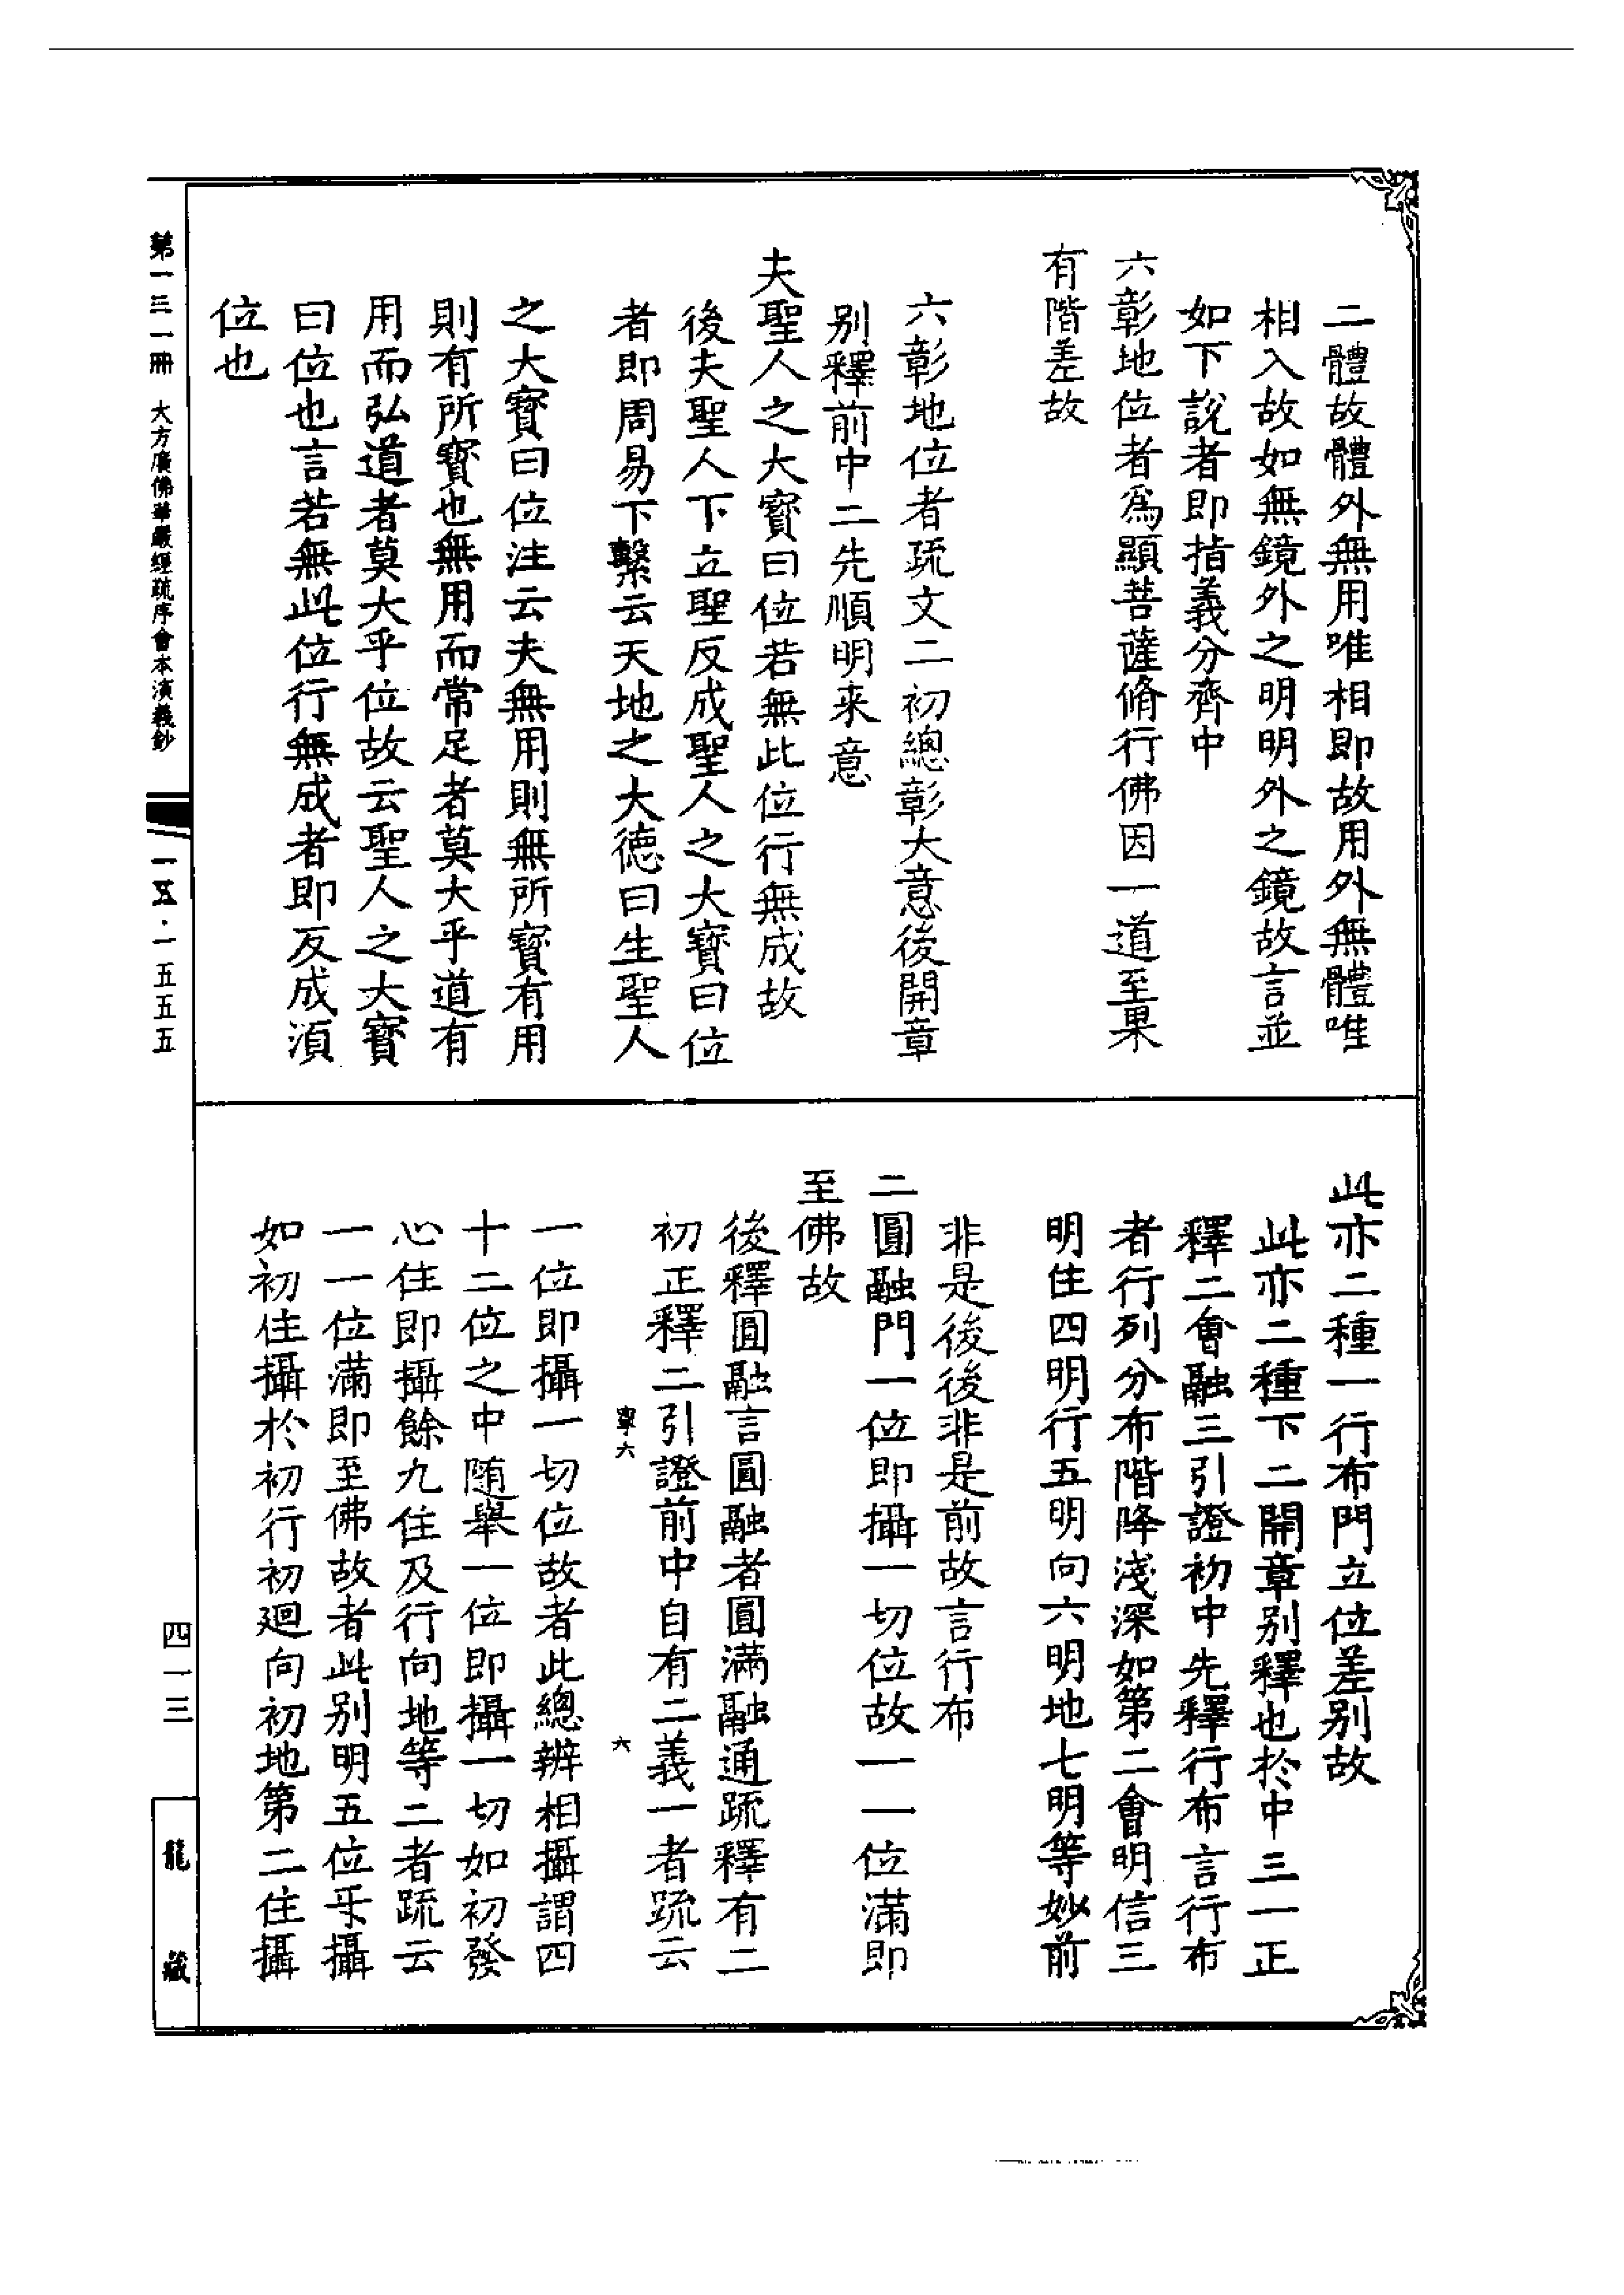 二體故體外無用唯相即故用外無體唯
相入故如無鏡外之明明外之鏡故言並
如下說者即指義分齊中
六彰地位者爲顯菩薩脩行佛因一道至果
有階差故
六彰地位者疏文二初總彰大意後開章
别釋前中二先順明来意
夫聖人之大寶曰位若無此位行無成故
後夫聖人下立聖反成聖人之大寶曰位
者即周易下繫云天地之大德曰生聖人
之大寶曰位注云夫無用則無所寶有用
則有所寶也無用而常足者莫大乎道有
用而弘道者莫大乎位故云聖人之大寶
曰位也言若無此位行無成者即反成須
位也
此亦二種一行布門立位差别故
此亦二種下二開章别釋也於中三一正
釋二會融三引證初中先釋行布言行布
者行列分布階降淺深如第二會明信三
明住四明行五明向六明地七明等妙前
非是後後非是前故言行布
二圓融門一位即攝一切位故一一位滿即
至佛故
後釋圓融言圓融者圓滿融通疏釋有二
初正釋二引證前中自有二義一者疏云
寧六
六
一位即攝一切位故者此總辨相攝謂四
十二位之中随舉一位即攝一切如初發
心住即攝餘九住及行向地等二者疏云
一一位滿即至佛故者此别明五位乎攝
如初住攝於初行初廻向初地第二住攝
第一三一冊 大方廣佛華嚴經疏序會本演義鈔
一五·一五五五
四一三
龍藏